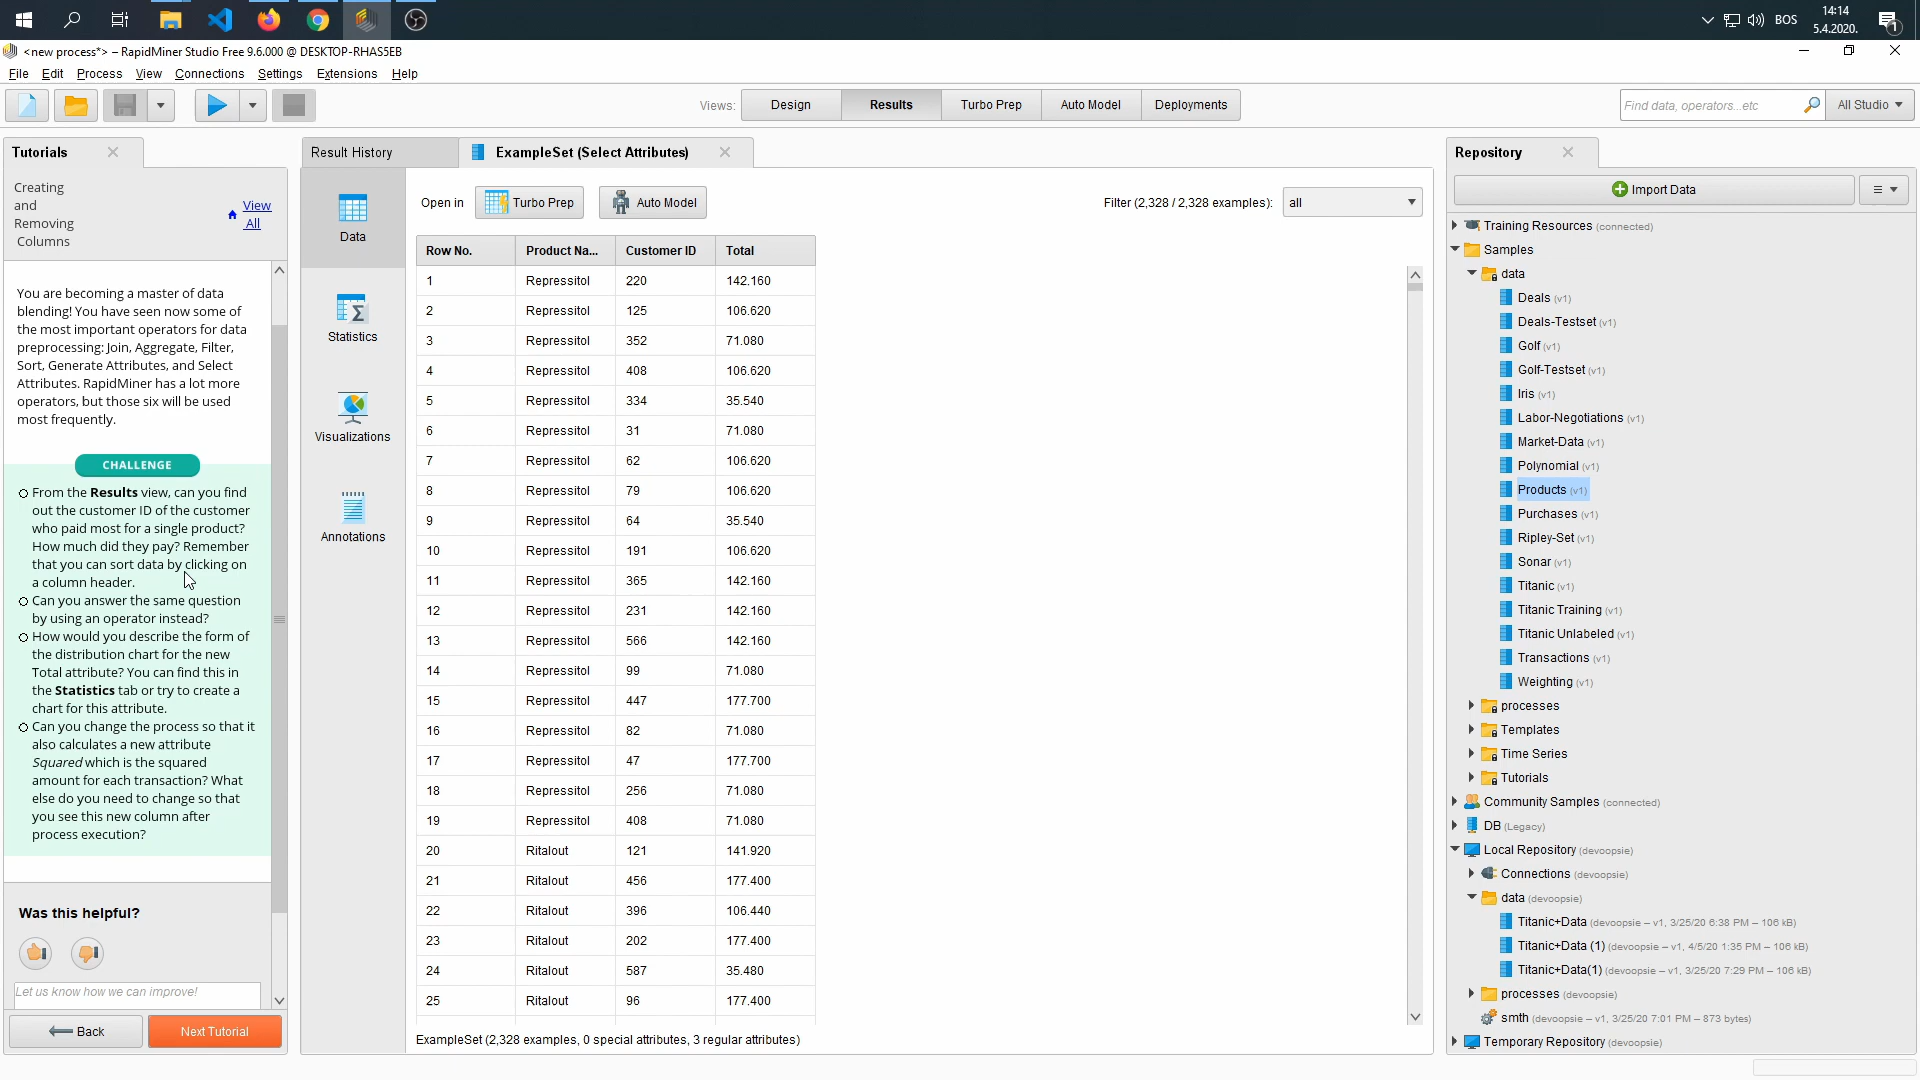 14:14
BOS
5.4.2020.
1
<new process*> – RapidMiner Studio Free 9.6.000 @ DESKTOP-RHAS5EB
File Edit Process View Connections Settings Extensions Help
Views: Design Results Turbo Prep Auto Model Deployments
Find data, operators...etc
All Studio
Tutorials
Creating
and
Removing
Columns
View
All
You are becoming a master of data
blending! You have seen now some of
the most important operators for data
preprocessing: Join, Aggregate, Filter,
Sort, Generate Attributes, and Select
Attributes. RapidMiner has a lot more
operators, but those six will be used
most frequently.
CHALLENGE
From the Results view, can you find
out the customer ID of the customer
who paid most for a single product?
How much did they pay? Remember
that you can sort data by clicking on
a column header.
Can you answer the same question
by using an operator instead?
How would you describe the form of
the distribution chart for the new
Total attribute? You can find this in
the Statistics tab or try to create a
chart for this attribute.
Can you change the process so that it
also calculates a new attribute
Squared which is the squared
amount for each transaction? What
else do you need to change so that
you see this new column after
process execution?
Was this helpful?
Let us know how we can improve!
Back
Next Tutorial
Result History
ExampleSet (Select Attributes)
Data
Statistics
Visualizations
Annotations
Open in Turbo Prep Auto Model
Filter (2,328 / 2,328 examples): all
Row No. Product Na... Customer ID Total
1 Repressitol 220 142.160
2 Repressitol 125 106.620
3 Repressitol 352 71.080
4 Repressitol 408 106.620
5 Repressitol 334 35.540
6 Repressitol 31 71.080
7 Repressitol 62 106.620
8 Repressitol 79 106.620
9 Repressitol 64 35.540
10 Repressitol 191 106.620
11 Repressitol 365 142.160
12 Repressitol 231 142.160
13 Repressitol 566 142.160
14 Repressitol 99 71.080
15 Repressitol 447 177.700
16 Repressitol 82 71.080
17 Repressitol 47 177.700
18 Repressitol 256 71.080
19 Repressitol 408 71.080
20 Ritalout 121 141.920
21 Ritalout 456 177.400
22 Ritalout 396 106.440
23 Ritalout 202 177.400
24 Ritalout 587 35.480
25 Ritalout 96 177.400
ExampleSet (2,328 examples, 0 special attributes, 3 regular attributes)
Repository
Import Data
Training Resources (connected)
Samples
data
Deals (v1)
Deals-Testset (v1)
Golf (v1)
Golf-Testset (v1)
Iris (v1)
Labor-Negotiations (v1)
Market-Data (v1)
Polynomial (v1)
Products (v1)
Purchases (v1)
Ripley-Set (v1)
Sonar (v1)
Titanic (v1)
Titanic Training (v1)
Titanic Unlabeled (v1)
Transactions (v1)
Weighting (v1)
processes
Templates
Time Series
Tutorials
Community Samples (connected)
DB (Legacy)
Local Repository (devoopsie)
Connections (devoopsie)
data (devoopsie)
Titanic+Data (devoopsie – v1, 3/25/20 6:38 PM – 106 kB)
Titanic+Data (1) (devoopsie – v1, 4/5/20 1:35 PM – 106 kB)
Titanic+Data(1) (devoopsie – v1, 3/25/20 7:29 PM – 106 kB)
processes (devoopsie)
smth (devoopsie – v1, 3/25/20 7:01 PM – 873 bytes)
Temporary Repository (devoopsie)